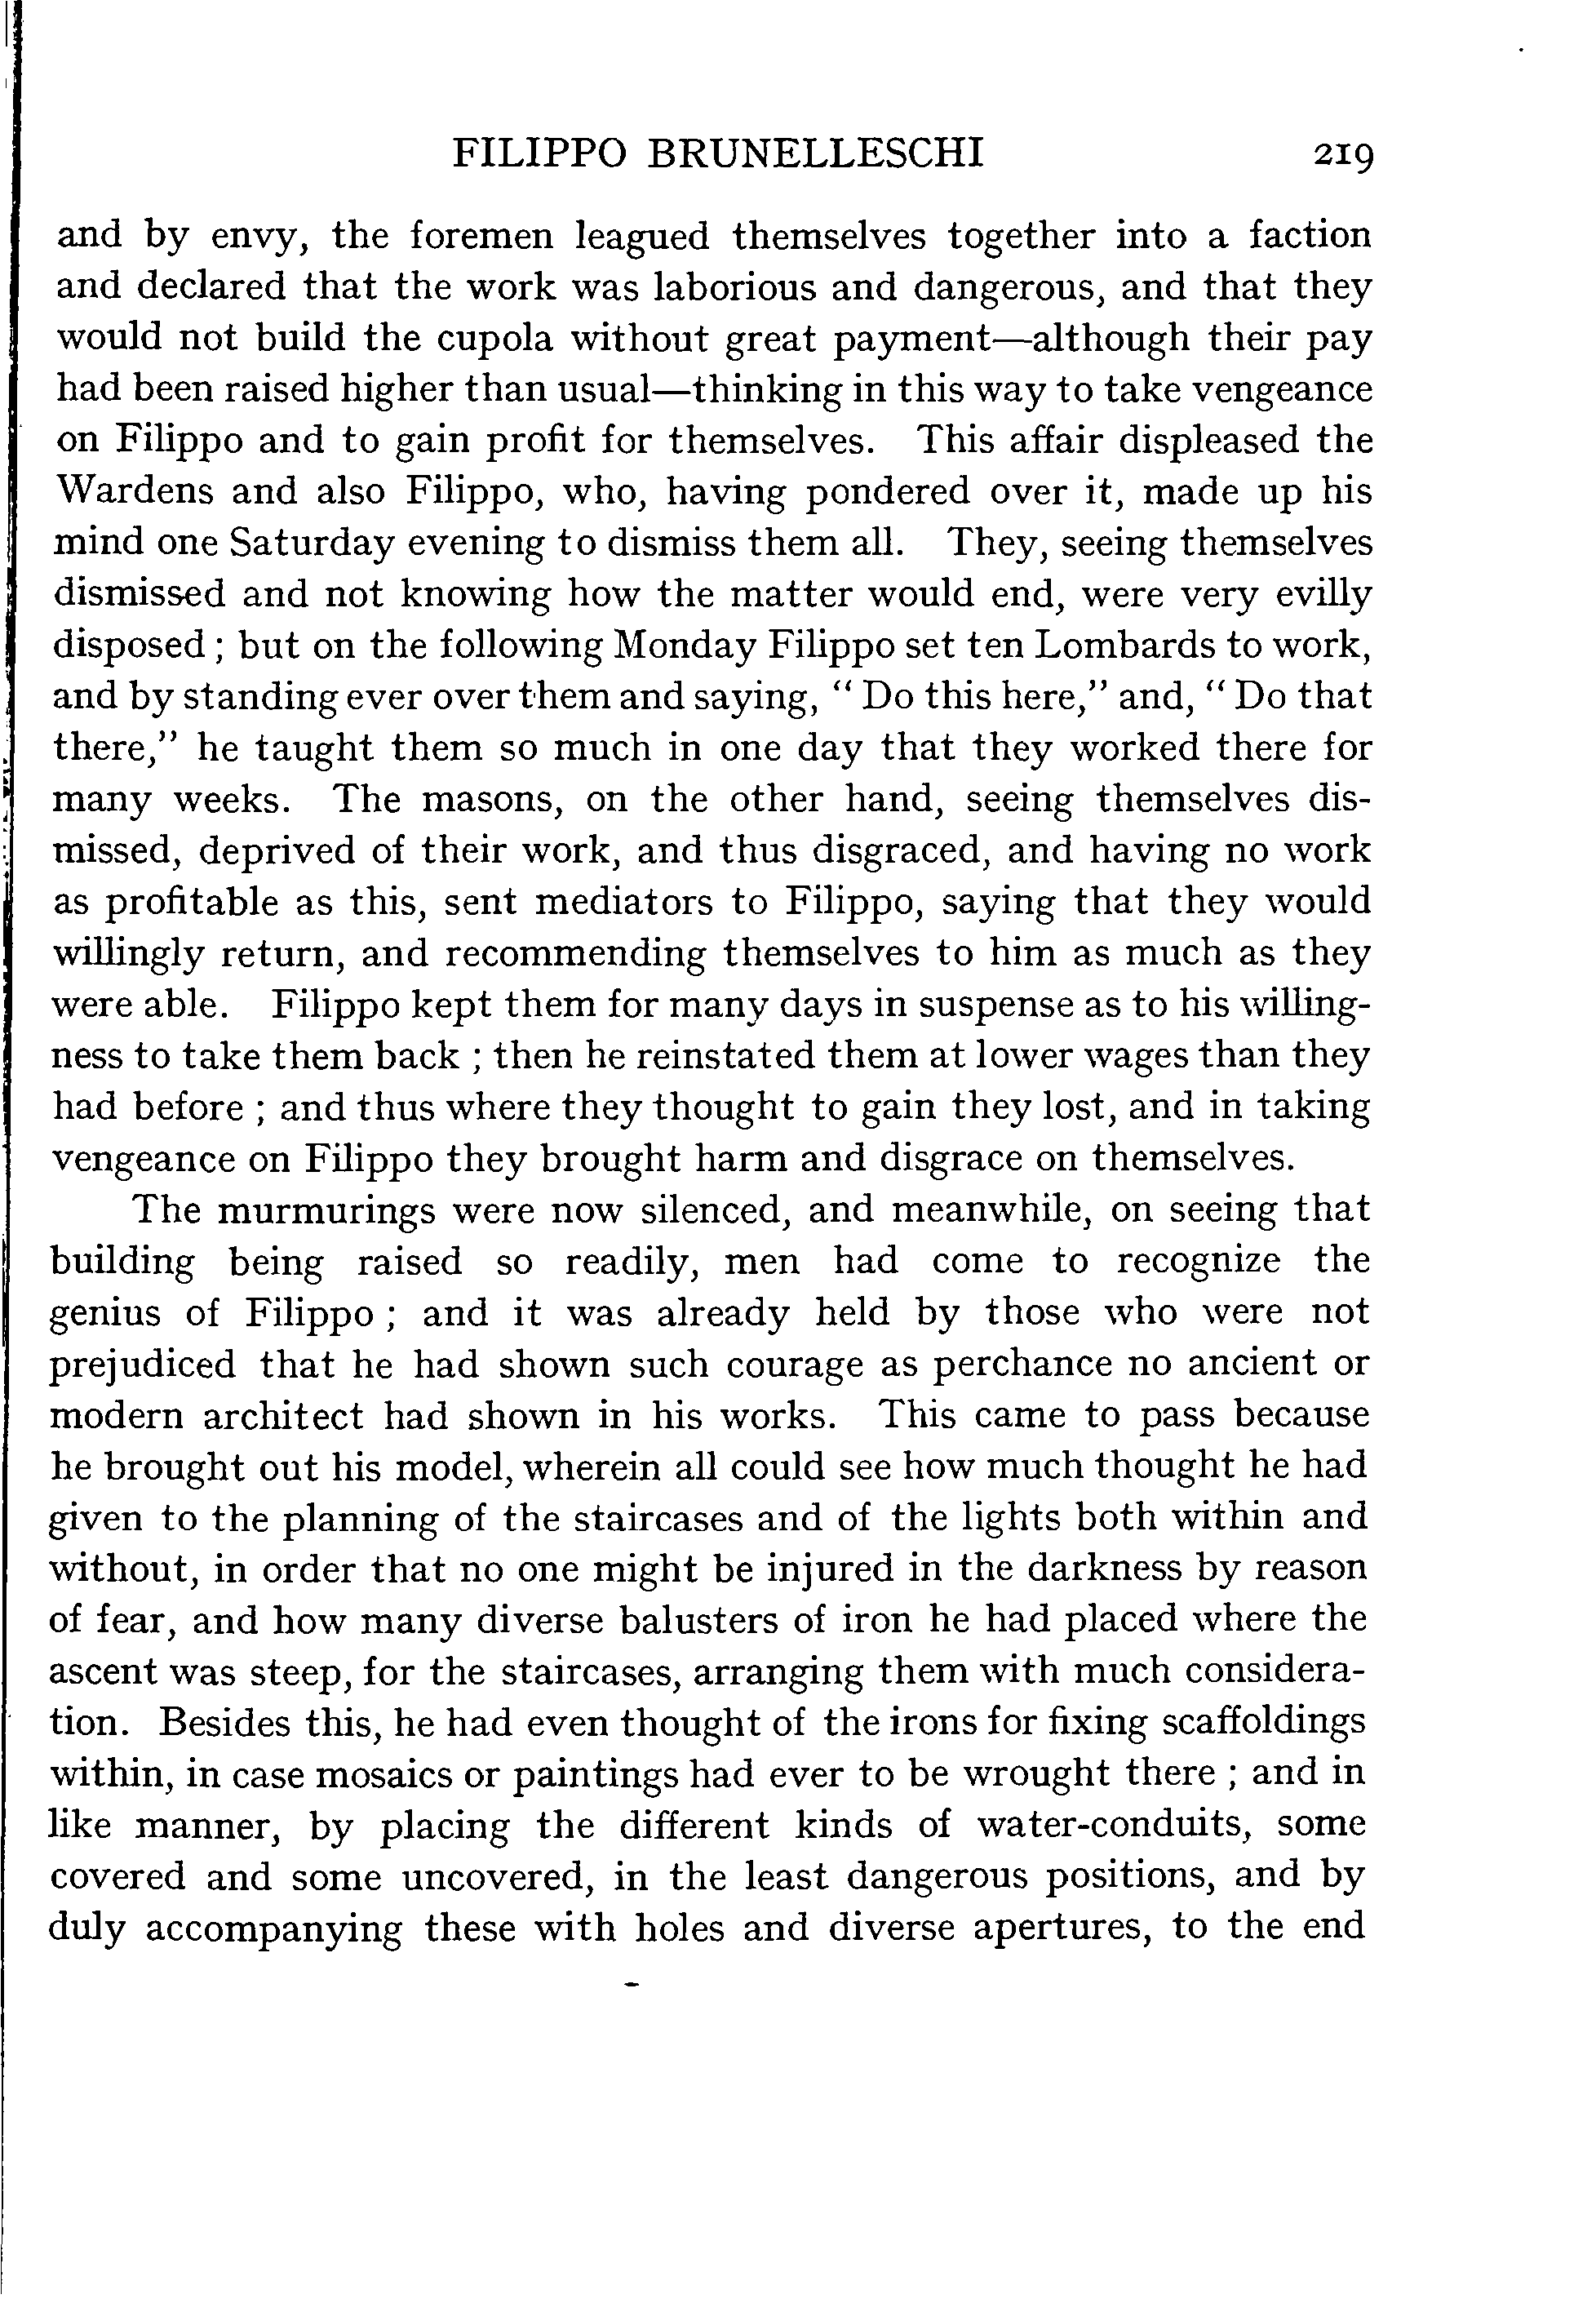 FILIPPO BRUNELLESCHI 219
and by envy, the foremen leagued themselves together into a faction
and declared that the work was laborious and dangerous, and that they
would not build the cupola without great payment—although their pay
had been raised higher than usual—thinking in this way to take vengeance
on Filippo and to gain profit for themselves. This affair displeased the
Wardens and also Filippo, who, having pondered over it, made up his
mind one Saturday evening to dismiss them all. They, seeing themselves
dismissed and not knowing how the matter would end, were very evilly
disposed ; but on the following Monday Filippo set ten Lombards to work,
and by standing ever over them and saying, “ Do this here,” and, “ Do that
there,” he taught them so much in one day that they worked there for
many weeks. The masons, on the other hand, seeing themselves dis-
missed, deprived of their work, and thus disgraced, and having no work
as profitable as this, sent mediators to Filippo, saying that they would
willingly return, and recommending themselves to him as much as they
were able. Filippo kept them for many days in suspense as to his willing-
ness to take them back ; then he reinstated them at lower wages than they
had before ; and thus where they thought to gain they lost, and in taking
vengeance on Filippo they brought harm and disgrace on themselves.
The murmurings were now silenced, and meanwhile, on seeing that
building being raised so readily, men had come to recognize the
genius of Filippo ; and it was already held by those who were not
prejudiced that he had shown such courage as perchance no ancient or
modern architect had shown in his works. This came to pass because
he brought out his model, wherein all could see how much thought he had
given to the planning of the staircases and of the lights both within and
without, in order that no one might be injured in the darkness by reason
of fear, and how many diverse balusters of iron he had placed where the
ascent was steep, for the staircases, arranging them with much considera-
tion. Besides this, he had even thought of the irons for fixing scaffoldings
within, in case mosaics or paintings had ever to be wrought there ; and in
like manner, by placing the different kinds of water-conduits, some
covered and some uncovered, in the least dangerous positions, and by
duly accompanying these with holes and diverse apertures, to the end